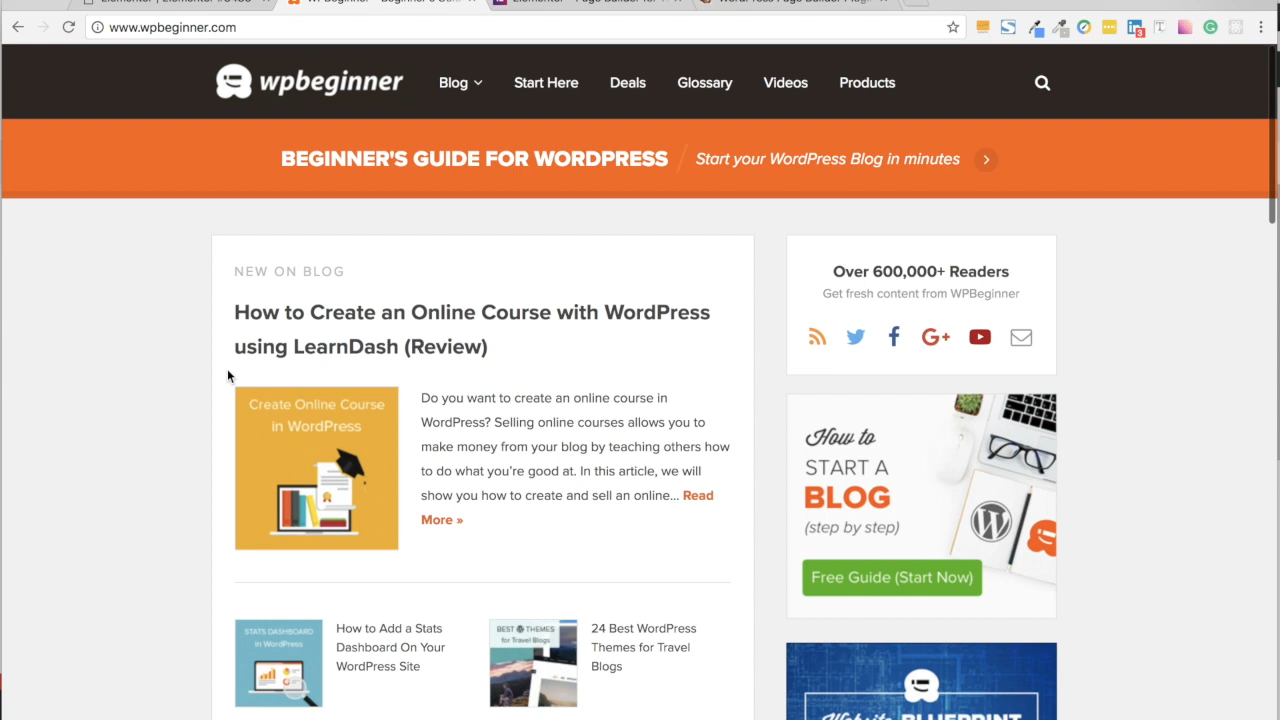 www.wpbeginner.com
3
wpbeginner
Blog
Start Here
Deals
Glossary
Videos
Products
BEGINNER'S GUIDE FOR WORDPRESS
Start your WordPress Blog in minutes
NEW ON BLOG
How to Create an Online Course with WordPress
using LearnDash (Review)
Create Online Course
in WordPress
Do you want to create an online course in
WordPress? Selling online courses allows you to
make money from your blog by teaching others how
to do what you're good at. In this article, we will
show you how to create and sell an online... Read
More »
STATS DASHBOARD
in WordPress
How to Add a Stats
Dashboard On Your
WordPress Site
BEST THEMES
for Travel Blogs
24 Best WordPress
Themes for Travel
Blogs
Over 600,000+ Readers
Get fresh content from WPBeginner
How to
START A
BLOG
(step by step)
Free Guide (Start Now)